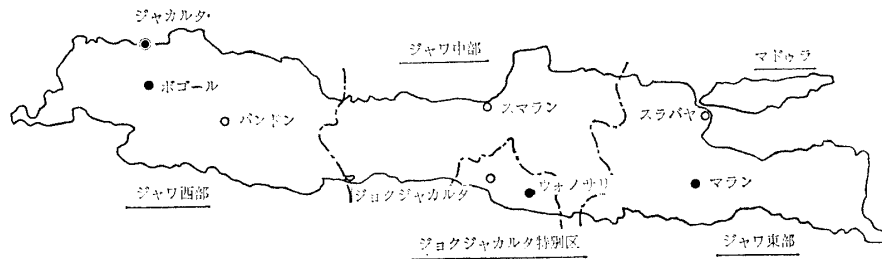 ジャカルタ
ジャワ中部
マドゥラ
ボゴール
スマラン
スラバヤ
バンドン
ジョクジャカルタ
ウォノサリ
マラン
ジャワ西部
ジョクジャカルタ特別区
ジャワ東部